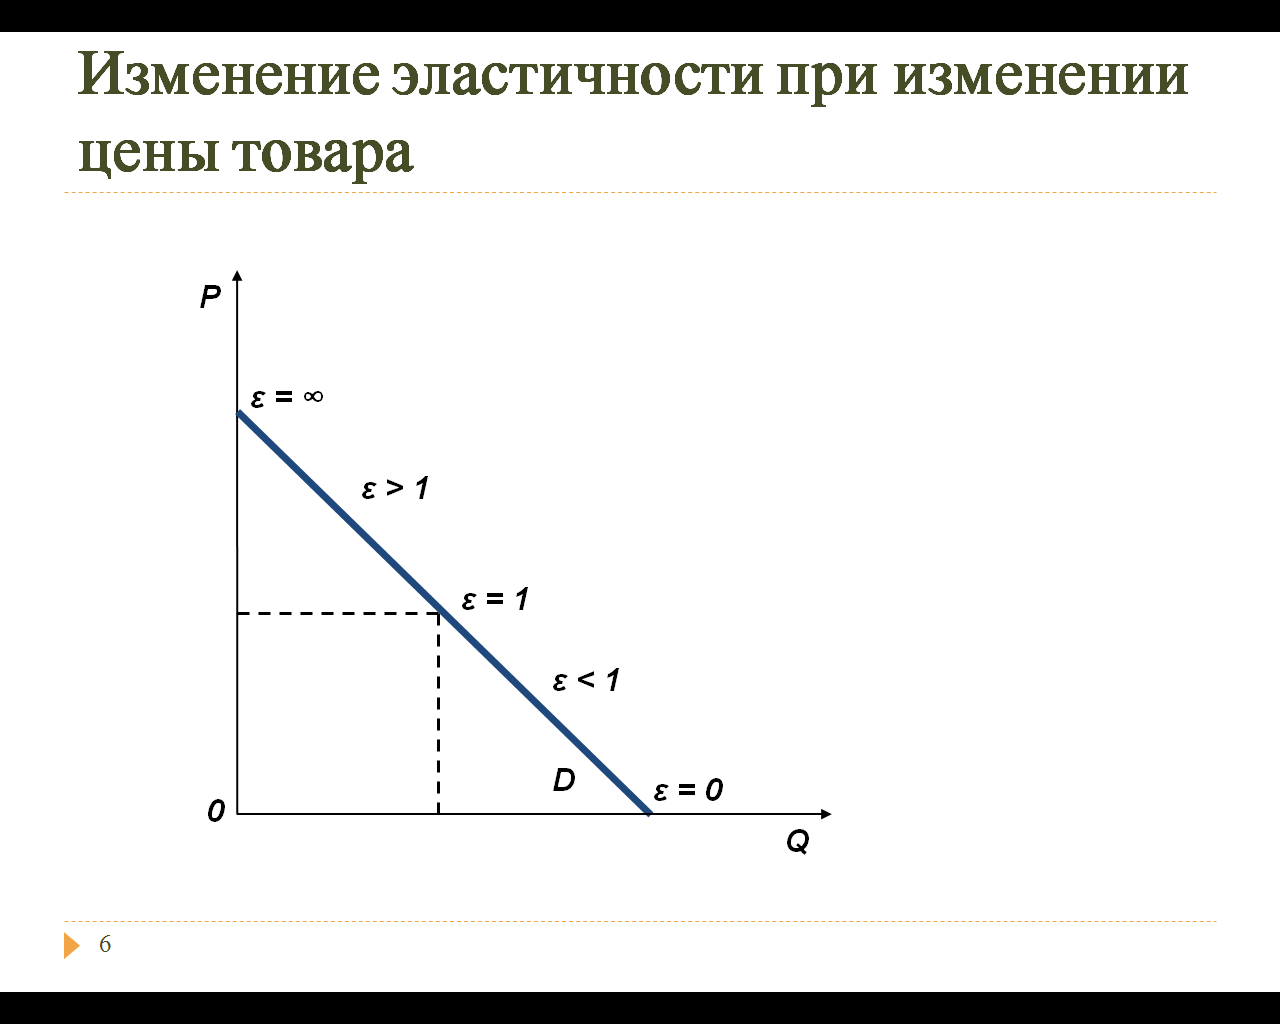 Изменение эластичности при изменении
цены товара
P
ε = ∞
ε > 1
ε = 1
ε < 1
D
ε = 0
0
Q
6